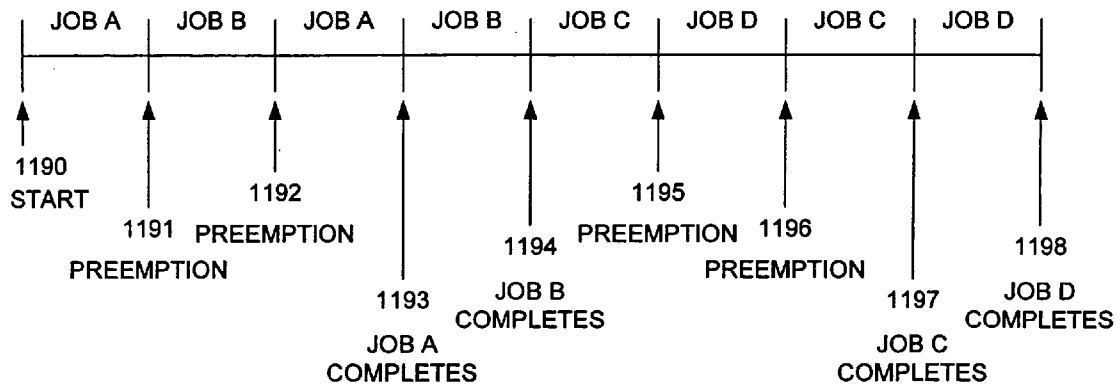 JOB A JOB B JOB A JOB B JOB C JOB D JOB C JOB D
1190
START
1191
PREEMPTION
1192
PREEMPTION
1193
JOB A
COMPLETES
1194
JOB B
COMPLETES
1195
PREEMPTION
1196
PREEMPTION
1197
JOB C
COMPLETES
1198
JOB D
COMPLETES